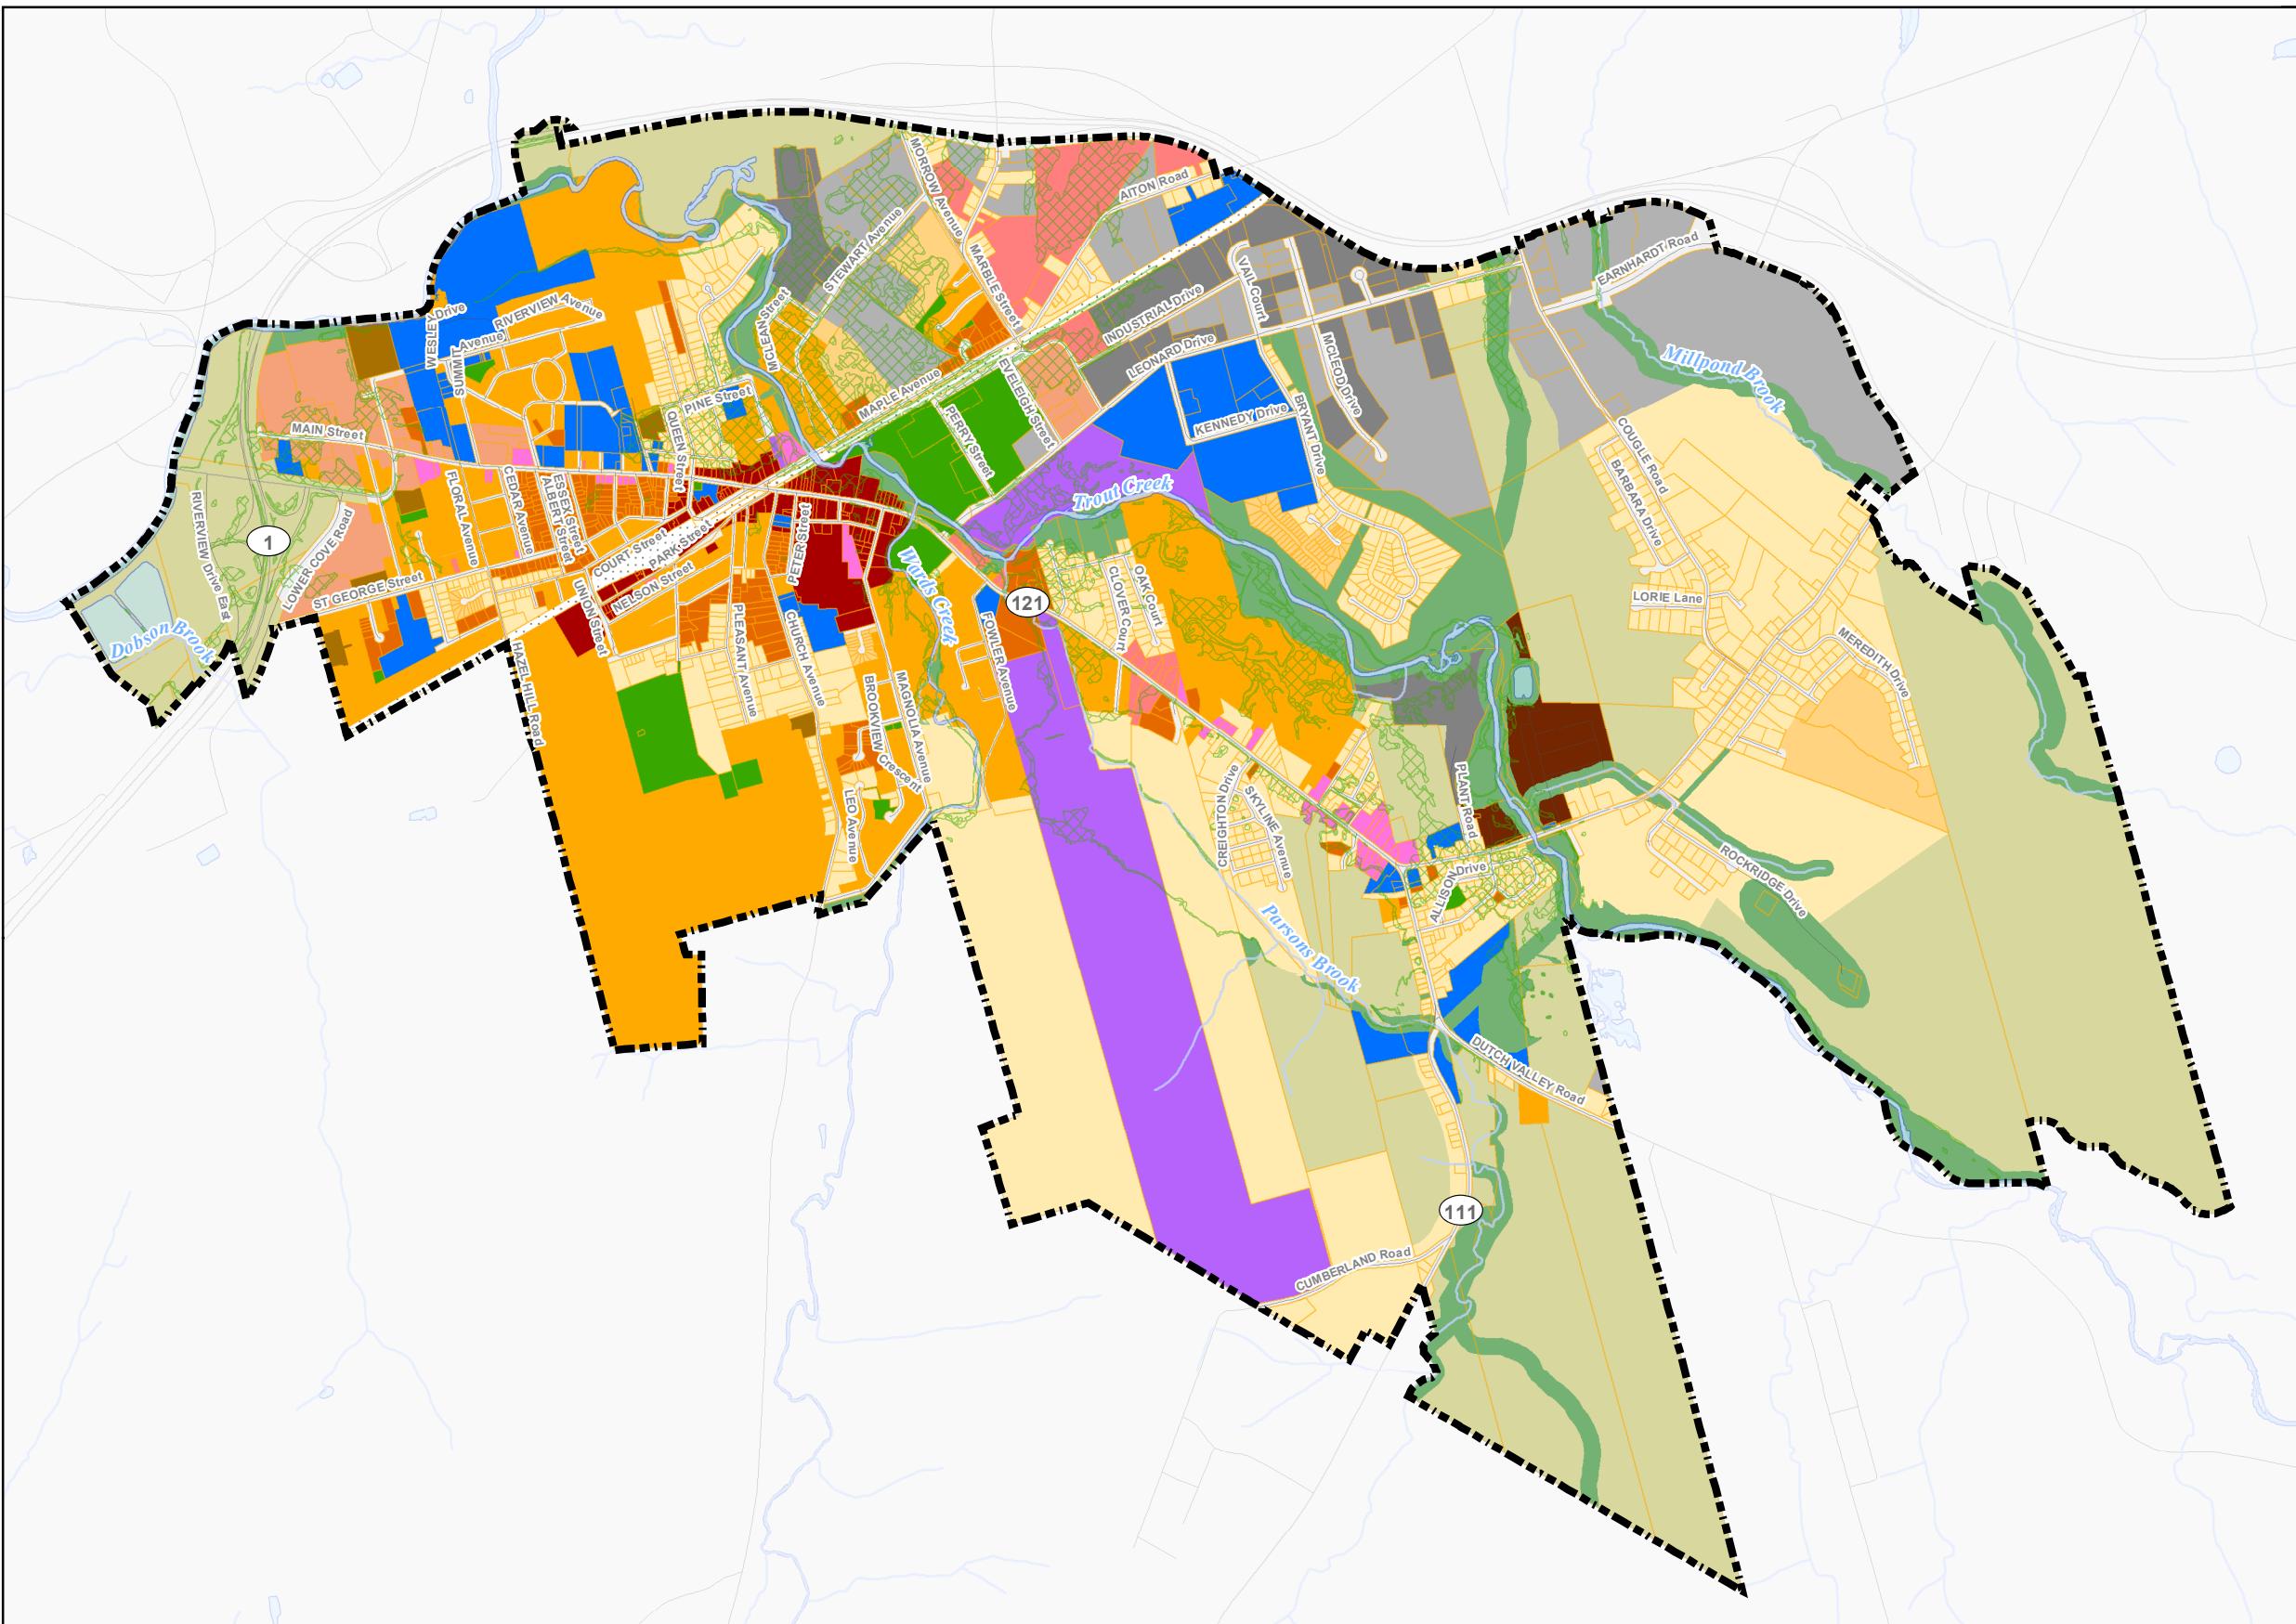 MORROW Avenue
AITON Road
STEWART Avenue
MARBLE Street
VAIL Court
EARNHARDT Road
INDUSTRIAL Drive
RIVERVIEW Avenue
WESLEY Drive
SUMMIT Avenue
MCLEAN Street
LEONARD Drive
MCLEOD Drive
Millpond Brook
EVELEIGH Street
MAPLE Avenue
PINE Street
QUEEN Street
PERRY Street
KENNEDY Drive
BRYANT Drive
COUGLE Road
BARBARA Drive
MAIN Street
FLORAL Avenue
CEDAR Avenue
ESSEX Street
ALBERT Street
Trout Creek
RIVERVIEW Drive East
1
LOWER COVE Road
COURT Street
PARK Street
PETER Street
ST GEORGE Street
UNION Street
NELSON Street
Wards Creek
121
CLOVER Court
OAK Court
LORIE Lane
MEREDITH Drive
Dobson Brook
HAZEL HILL Road
PLEASANT Avenue
CHURCH Avenue
BROOKVIEW Crescent
MAGNOLIA Avenue
FOWLER Avenue
LEO Avenue
CREIGHTON Drive
SKYLINE Avenue
PLANT Road
ALLISON Drive
ROCKRIDGE Drive
Parsons Brook
DUTCH VALLEY Road
111
CUMBERLAND Road